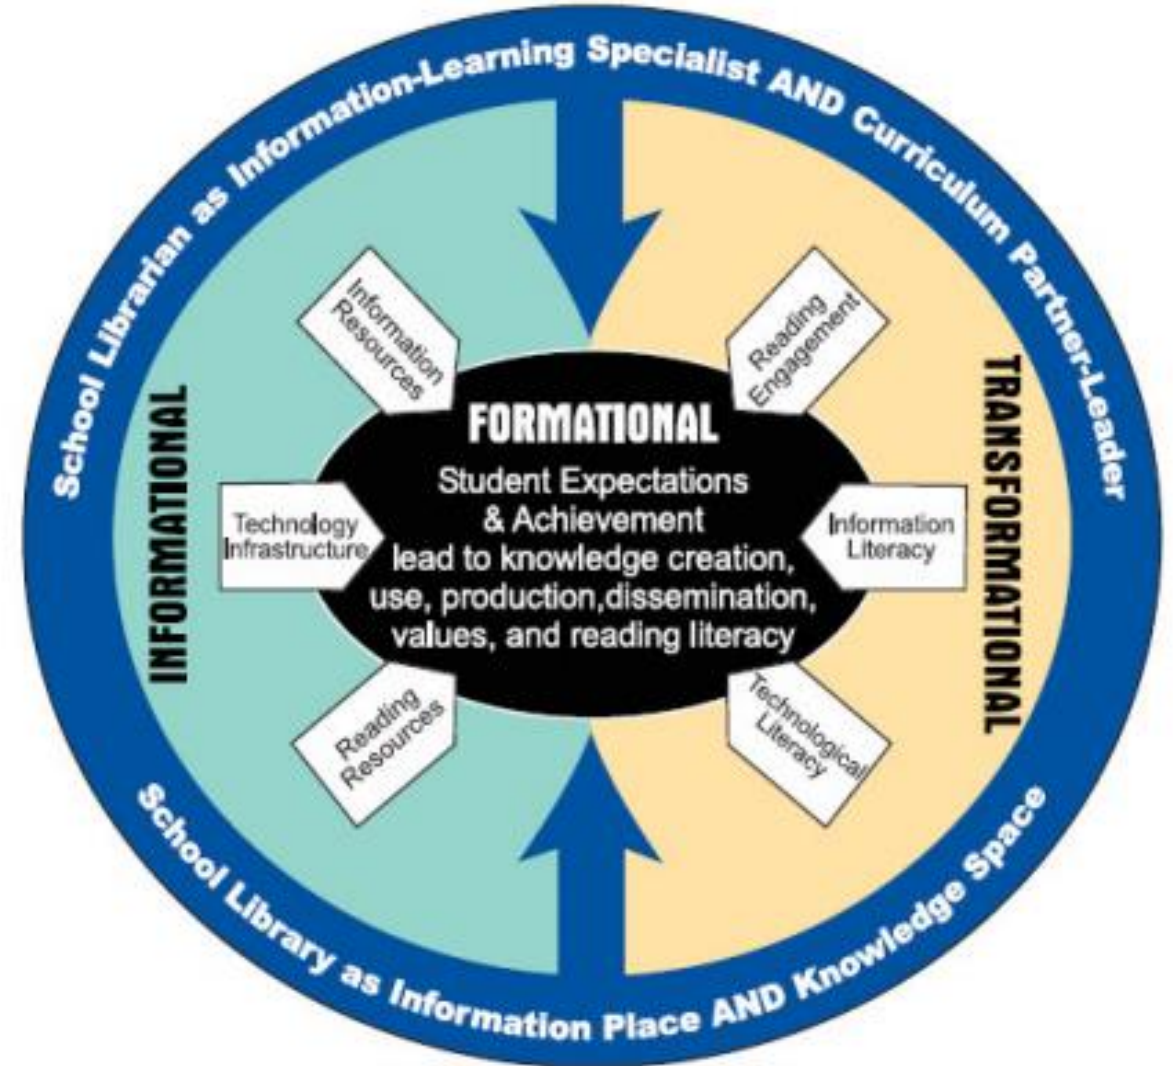 School Librarian as Information-Learning Specialist AND Curriculum Partner-Leader
INFORMATIONAL
Information
Resources
Technology
Infrastructure
Reading
Resources
FORMATIONAL
Student Expectations
& Achievement
lead to knowledge creation,
use, production,dissemination,
values, and reading literacy
Reading
Engagement
Information
Literacy
Technological
Literacy
TRANSFORMATIONAL
School Library as Information Place AND Knowledge Space